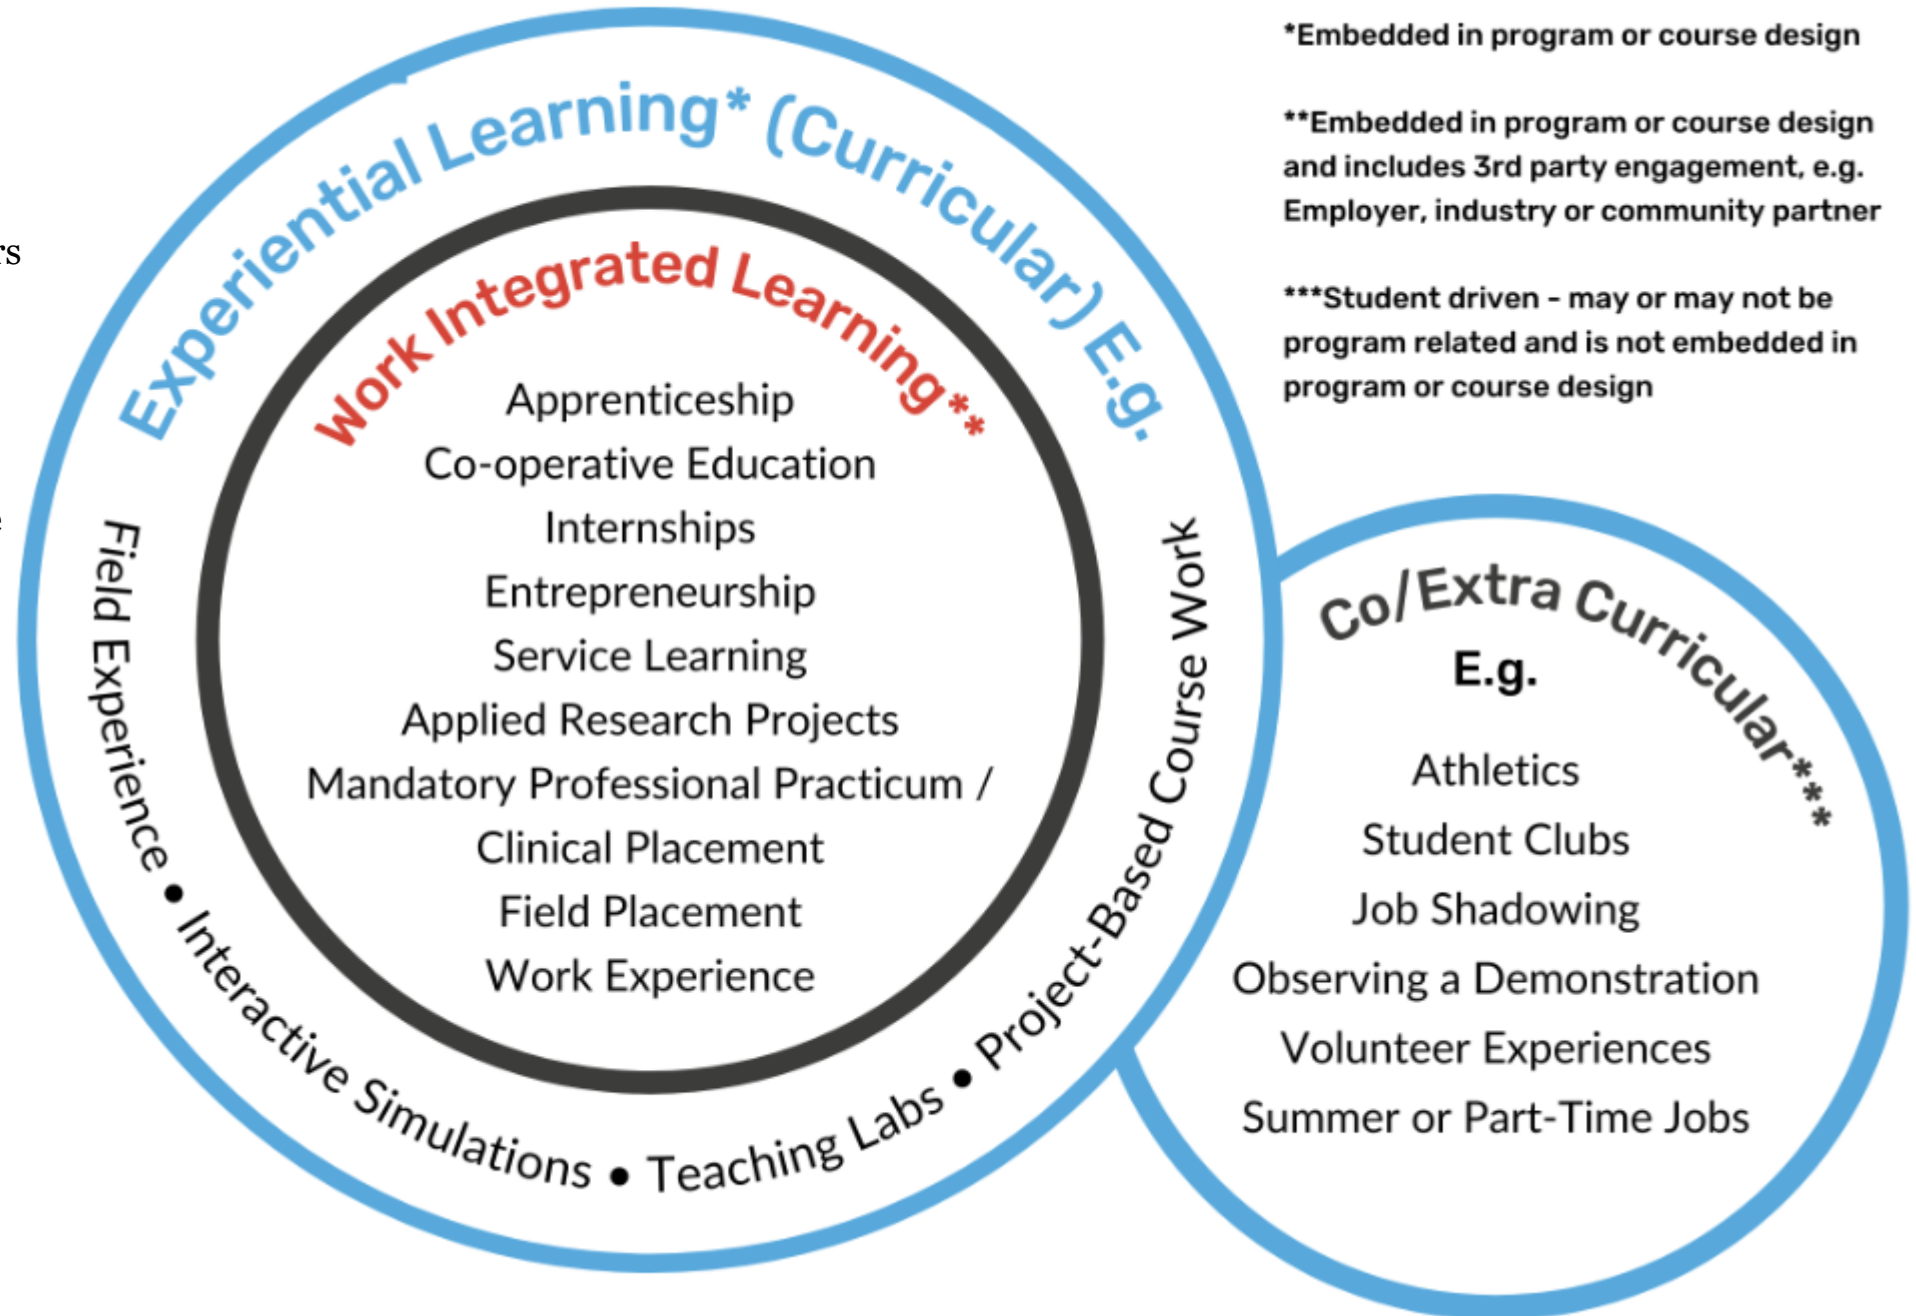 *Embedded in program or course design
**Embedded in program or course design
and includes 3rd party engagement, e.g.
Employer, industry or community partner
***Student driven - may or may not be
program related and is not embedded in
program or course design
rs
e
Experiential Learning* (Curricular) E.g.
Work Integrated Learning**
Apprenticeship
Co-operative Education
Internships
Entrepreneurship
Service Learning
Applied Research Projects
Mandatory Professional Practicum /
Clinical Placement
Field Placement
Work Experience
Field Experience • Interactive Simulations • Teaching Labs • Project-Based Course Work
Co/Extra Curricular***
E.g.
Athletics
Student Clubs
Job Shadowing
Observing a Demonstration
Volunteer Experiences
Summer or Part-Time Jobs